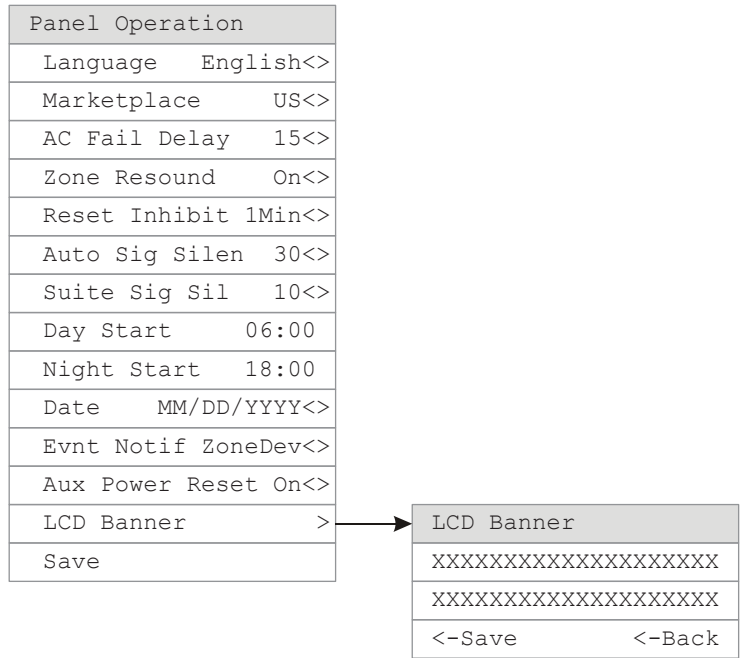 Panel Operation
Language English<>
Marketplace US<>
AC Fail Delay 15<>
Zone Resound On<>
Reset Inhibit 1Min<>
Auto Sig Silen 30<>
Suite Sig Sil 10<>
Day Start 06:00
Night Start 18:00
Date MM/DD/YYYY<>
Evnt Notif ZoneDev<>
Aux Power Reset On<>
LCD Banner >
Save
LCD Banner
XXXXXXXXXXXXXXXXXXXX
XXXXXXXXXXXXXXXXXXXX
<-Save <-Back